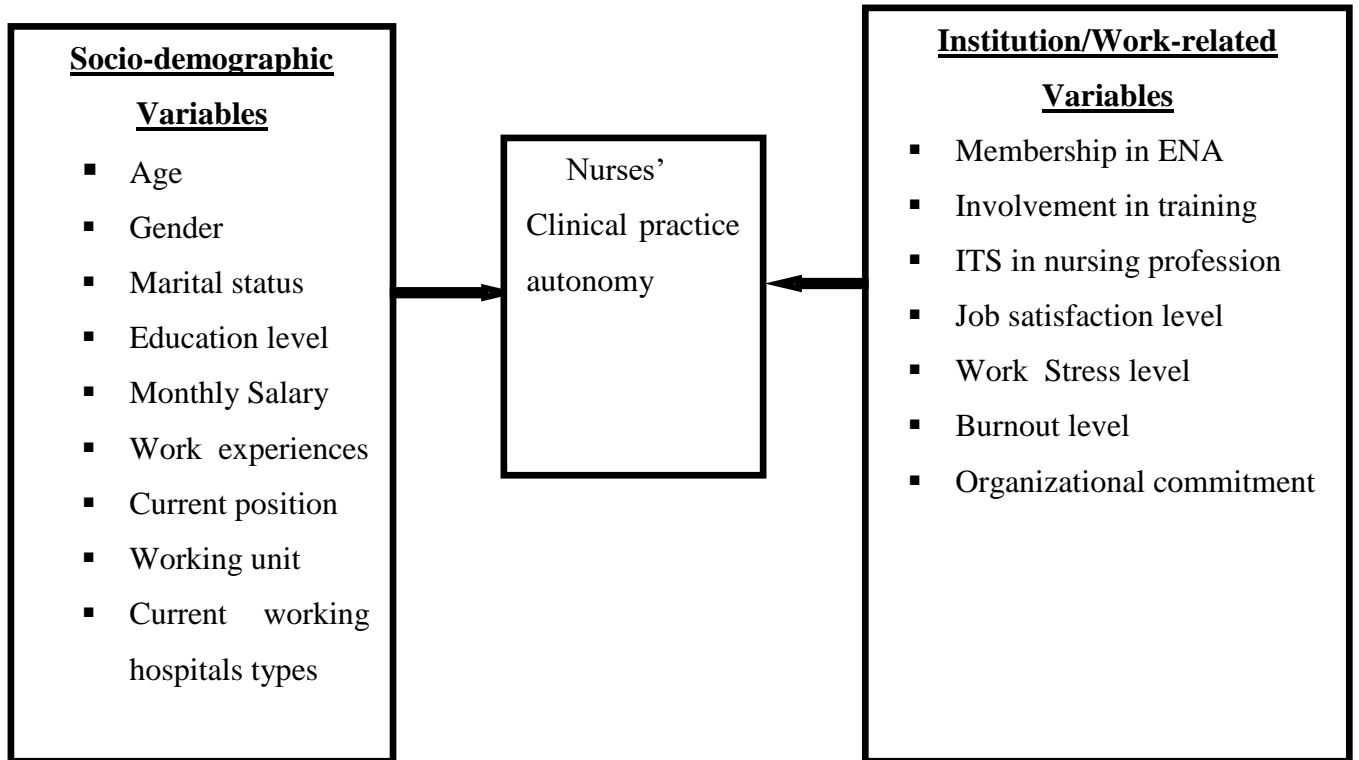 Socio-demographic
Variables
▪ Age
▪ Gender
▪ Marital status
▪ Education level
▪ Monthly Salary
▪ Work experiences
▪ Current position
▪ Working unit
▪ Current working
hospitals types
Nurses’
Clinical practice
autonomy
Institution/Work-related
Variables
▪ Membership in ENA
▪ Involvement in training
▪ ITS in nursing profession
▪ Job satisfaction level
▪ Work Stress level
▪ Burnout level
▪ Organizational commitment